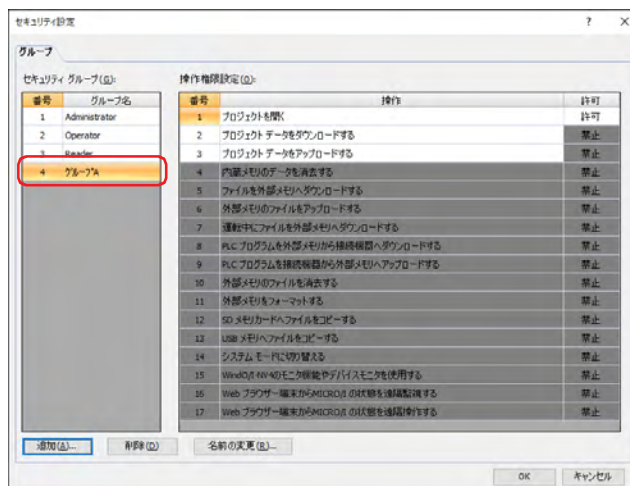 セキュリティ設定
グループ
セキュリティ グループ(G):
番号 グループ名
1 Administrator
2 Operator
3 Reader
4 グループA
操作権限設定(O):
番号 操作 許可
1 プロジェクトを開く 許可
2 プロジェクト データをダウンロードする 禁止
3 プロジェクト データをアップロードする 禁止
4 内蔵メモリのデータを消去する 禁止
5 ファイルを外部メモリへダウンロードする 禁止
6 外部メモリのファイルをアップロードする 禁止
7 運転中にファイルを外部メモリへダウンロードする 禁止
8 PLC プログラムを外部メモリから接続機器へダウンロードする 禁止
9 PLC プログラムを接続機器から外部メモリへアップロードする 禁止
10 外部メモリのファイルを消去する 禁止
11 外部メモリをフォーマットする 禁止
12 SD メモリカードへファイルをコピーする 禁止
13 USB メモリへファイルをコピーする 禁止
14 システム モードに切り替える 禁止
15 WindO/I-NV4のモニタ機能やデバイスモニタを使用する 禁止
16 Web ブラウザー端末からMICRO/I の状態を遠隔監視する 禁止
17 Web ブラウザー端末からMICRO/I の状態を遠隔操作する 禁止
追加(A)... 削除(D) 名前の変更(R)...
OK キャンセル